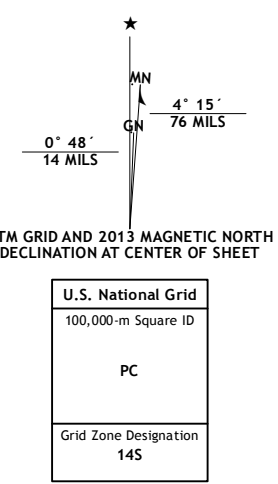 ★
MN
GN
4° 15´
76 MILS
0° 48´
14 MILS
TM GRID AND 2013 MAGNETIC NORTH
DECLINATION AT CENTER OF SHEET
U.S. National Grid
100,000-m Square ID
PC
Grid Zone Designation
14S